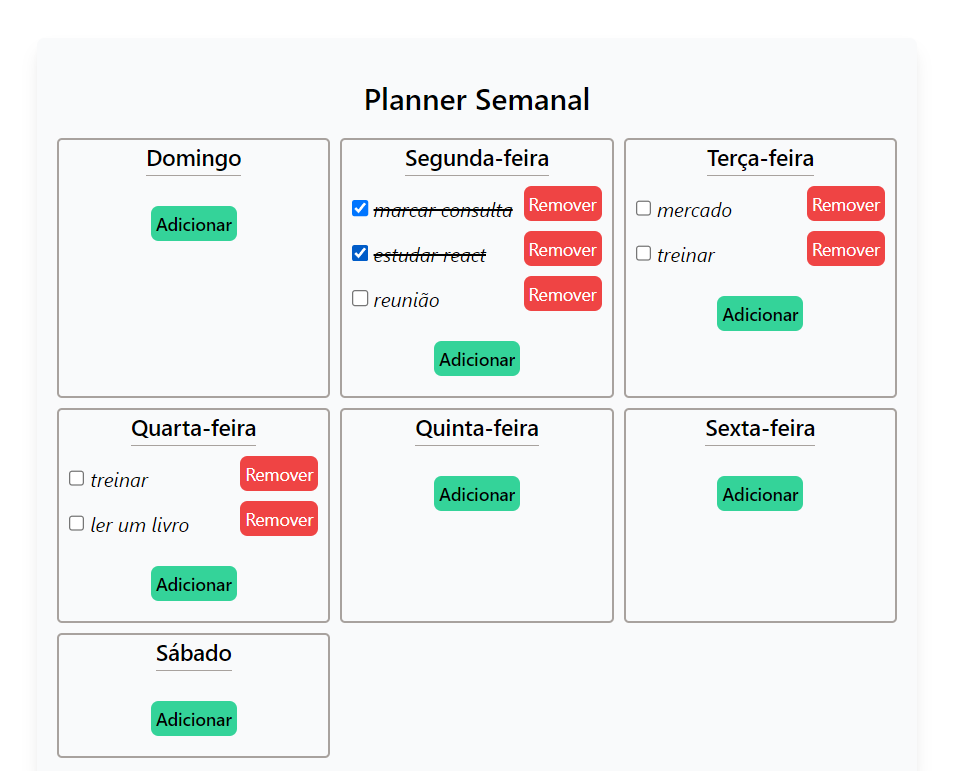 Planner Semanal
Domingo
Adicionar
Segunda-feira
marcar consulta Remover
estudar react Remover
reunião Remover
Adicionar
Terça-feira
mercado Remover
treinar Remover
Adicionar
Quarta-feira
treinar Remover
ler um livro Remover
Adicionar
Quinta-feira
Adicionar
Sexta-feira
Adicionar
Sábado
Adicionar